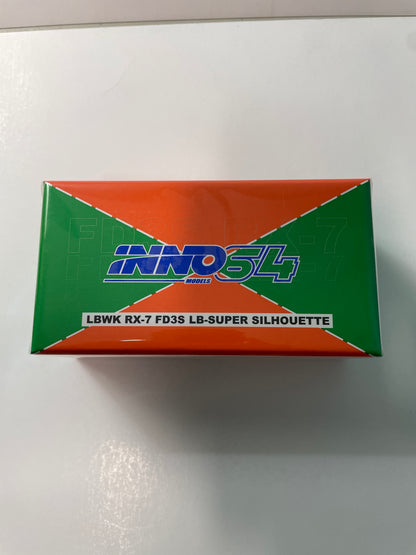 INNO64
MODELS
LBWK RX-7 FD3S LB-SUPER SILHOUETTE